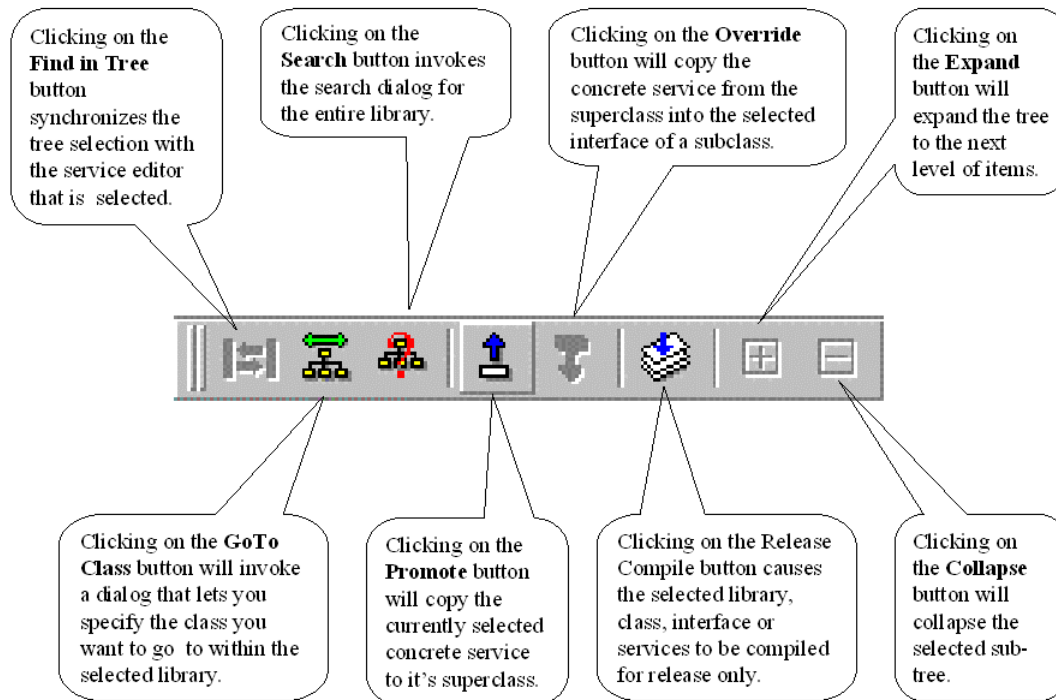 Clicking on the
Find in Tree
button
synchronizes the
tree selection with
the service editor
that is selected.
Clicking on the
Search button invokes
the search dialog for
the entire library.
Clicking on the Override
button will copy the
concrete service from the
superclass into the selected
interface of a subclass.
Clicking on
the Expand
button will
expand the tree
to the next
level of items.
Clicking on the GoTo
Class button will invoke
a dialog that lets you
specify the class you
want to go to within the
selected library.
Clicking on the
Promote button
will copy the
currently selected
concrete service
to it's superclass.
Clicking on the Release
Compile button causes
the selected library,
class, interface or
services to be compiled
for release only.
Clicking on
the Collapse
button will
collapse the
selected sub-
tree.